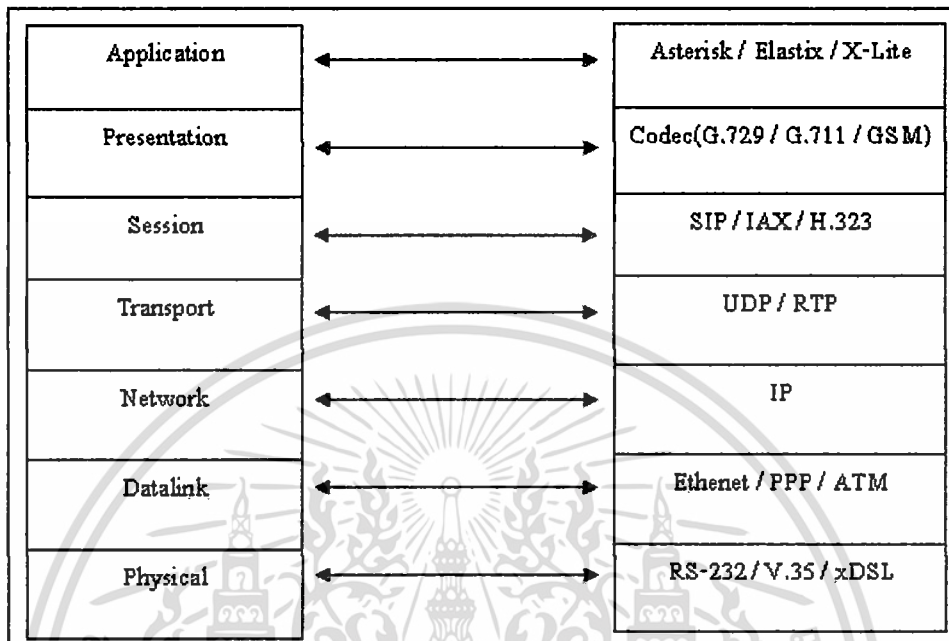 Application Asterisk / Elastix / X-Lite
Presentation Codec(G.729 / G.711 / GSM)
Session SIP / IAX / H.323
Transport UDP / RTP
Network IP
Datalink Ethenet / PPP / ATM
Physical RS-232 / V.35 / xDSL